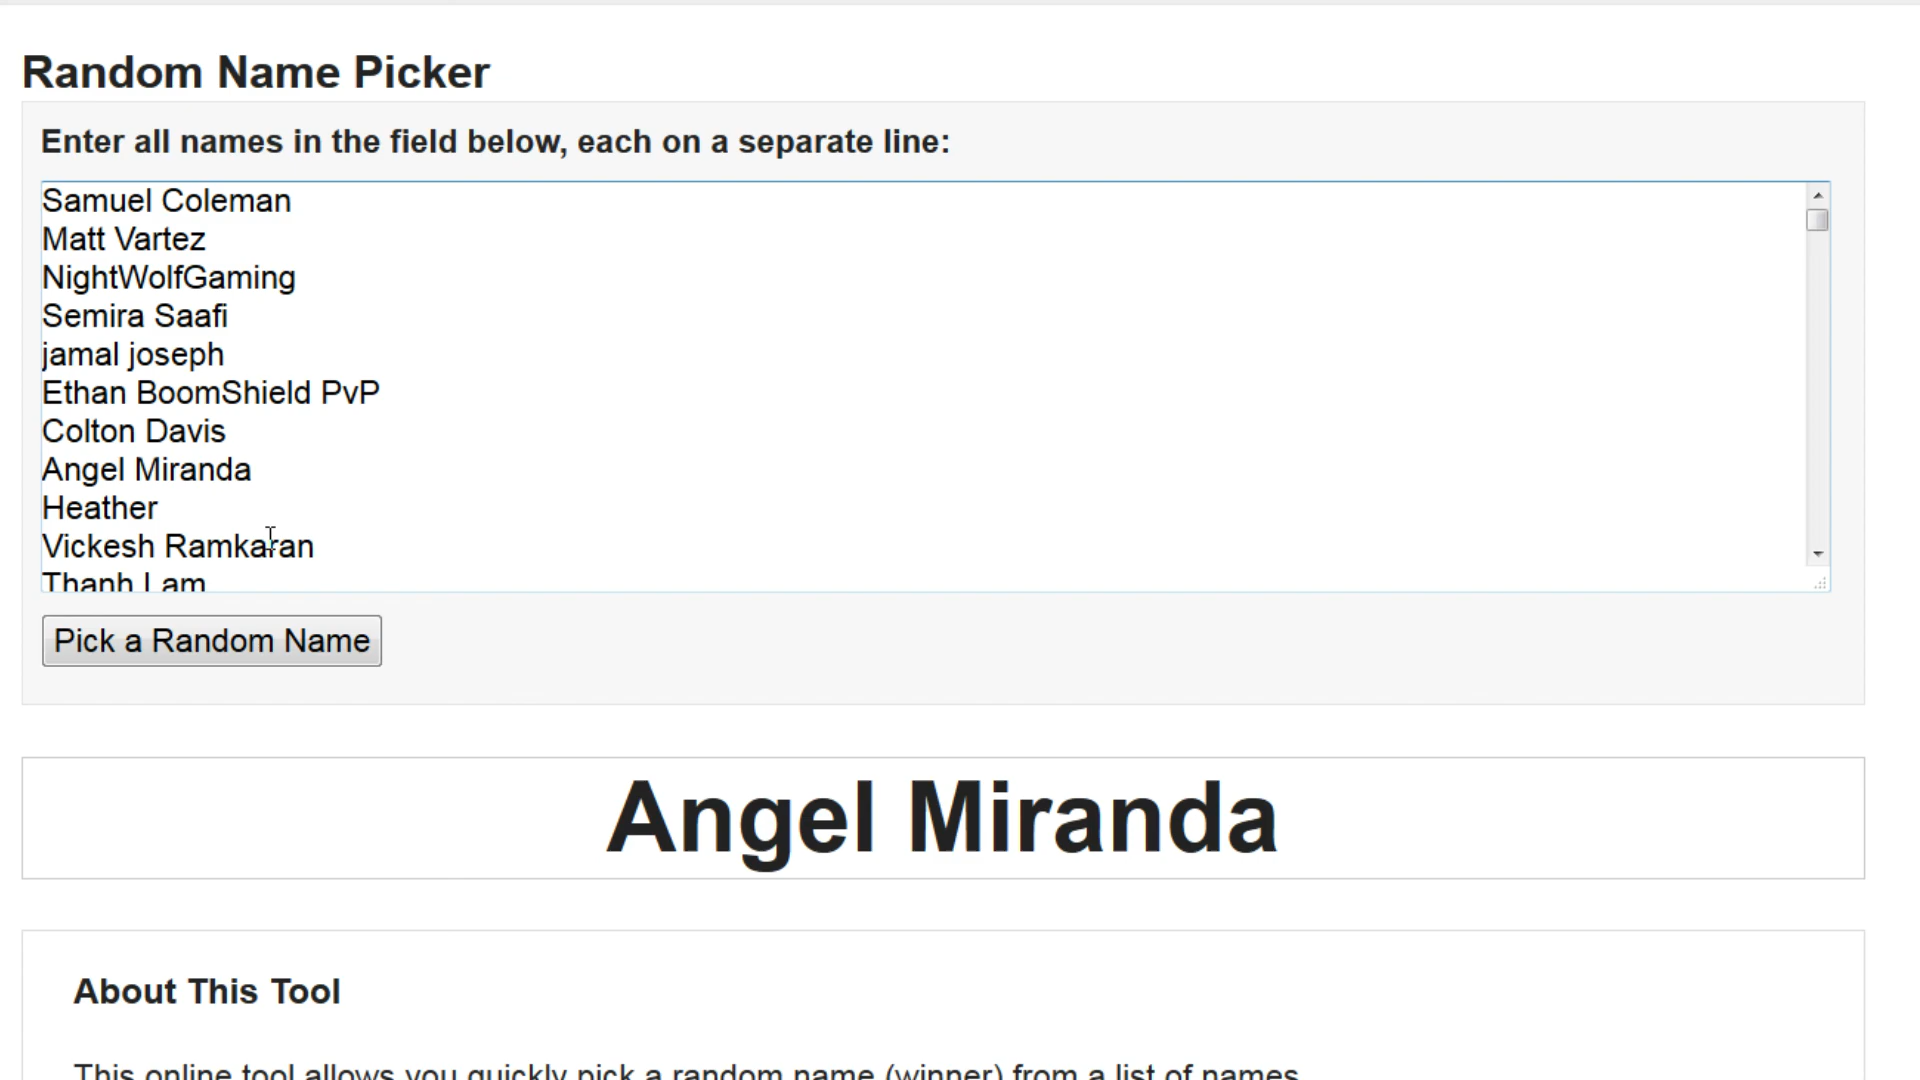 Random Name Picker
Enter all names in the field below, each on a separate line:
Samuel Coleman
Matt Vartez
NightWolfGaming
Semira Saafi
jamal joseph
Ethan BoomShield PvP
Colton Davis
Angel Miranda
Heather
Vickesh Ramkaran
Thanh Lam
Pick a Random Name
Angel Miranda
About This Tool
This online tool allows you quickly pick a random name (winner) from a list of names